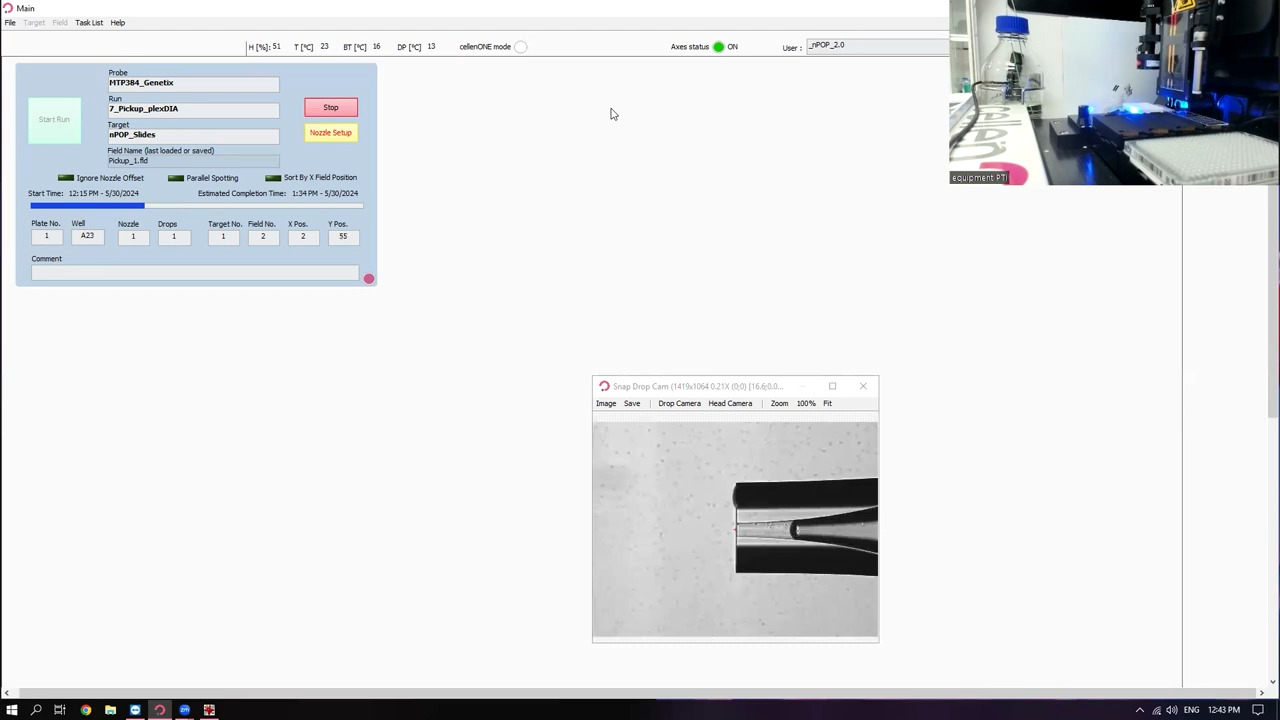 Main
File Target Field Task List Help
H [%]: 51 T [°C] 23 BT [°C] 16 DP [°C] 13 cellenONE mode Axes status ON User : _nPOP_2.0
Probe
MTP384_Genetix
Run
7_Pickup_plexDIA
Start Run
Stop
Target
nPOP_Slides
Nozzle Setup
Field Name (last loaded or saved)
Pickup_1.fld
Ignore Nozzle Offset Parallel Spotting Sort By X Field Position
Start Time: 12:15 PM - 5/30/2024 Estimated Completion Time: 1:34 PM - 5/30/2024
Plate No. Well Nozzle Drops Target No. Field No. X Pos. Y Pos.
1 A23 1 1 1 2 2 55
Comment
cellen
equipment PTI
Snap Drop Cam (1419x1064 0.21X (0;0) [16.6;0.0...
Image Save Drop Camera Head Camera Zoom 100% Fit
zm
ENG 12:43 PM